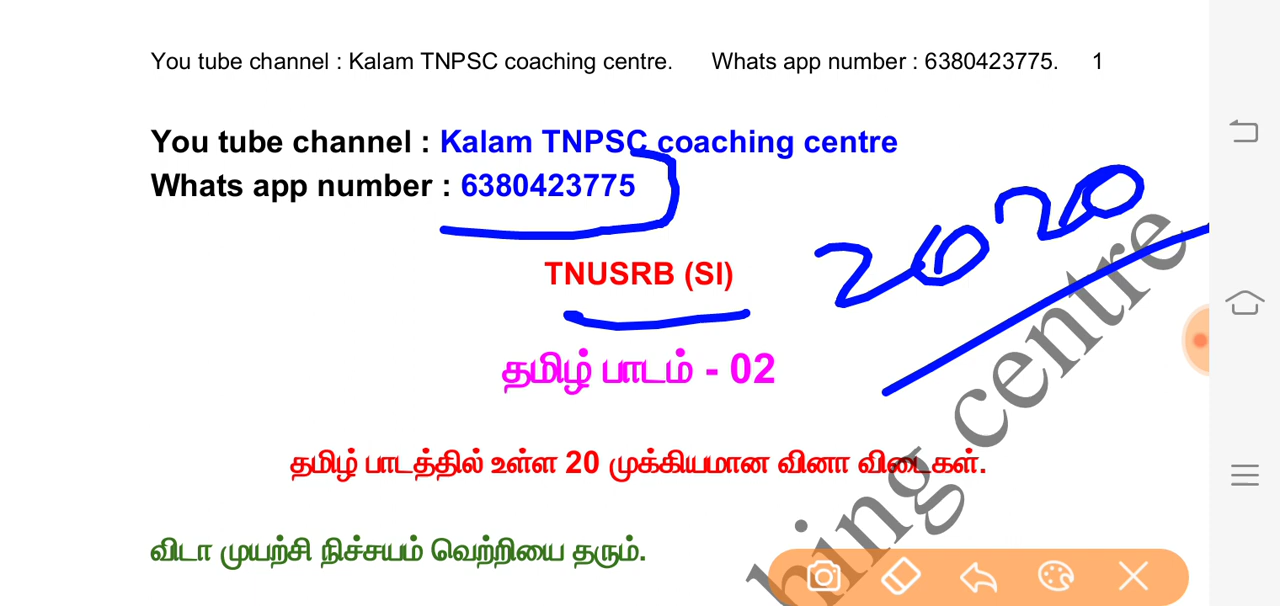 You tube channel : Kalam TNPSC coaching centre. Whats app number : 6380423775. 1
You tube channel : Kalam TNPSC coaching centre
Whats app number : 6380423775
2020
TNUSRB (SI)
தமிழ் பாடம் - 02
தமிழ் பாடத்தில் உள்ள 20 முக்கியமான வினா விடைகள்.
விடா முயற்சி நிச்சயம் வெற்றியை தரும்.
hing centre